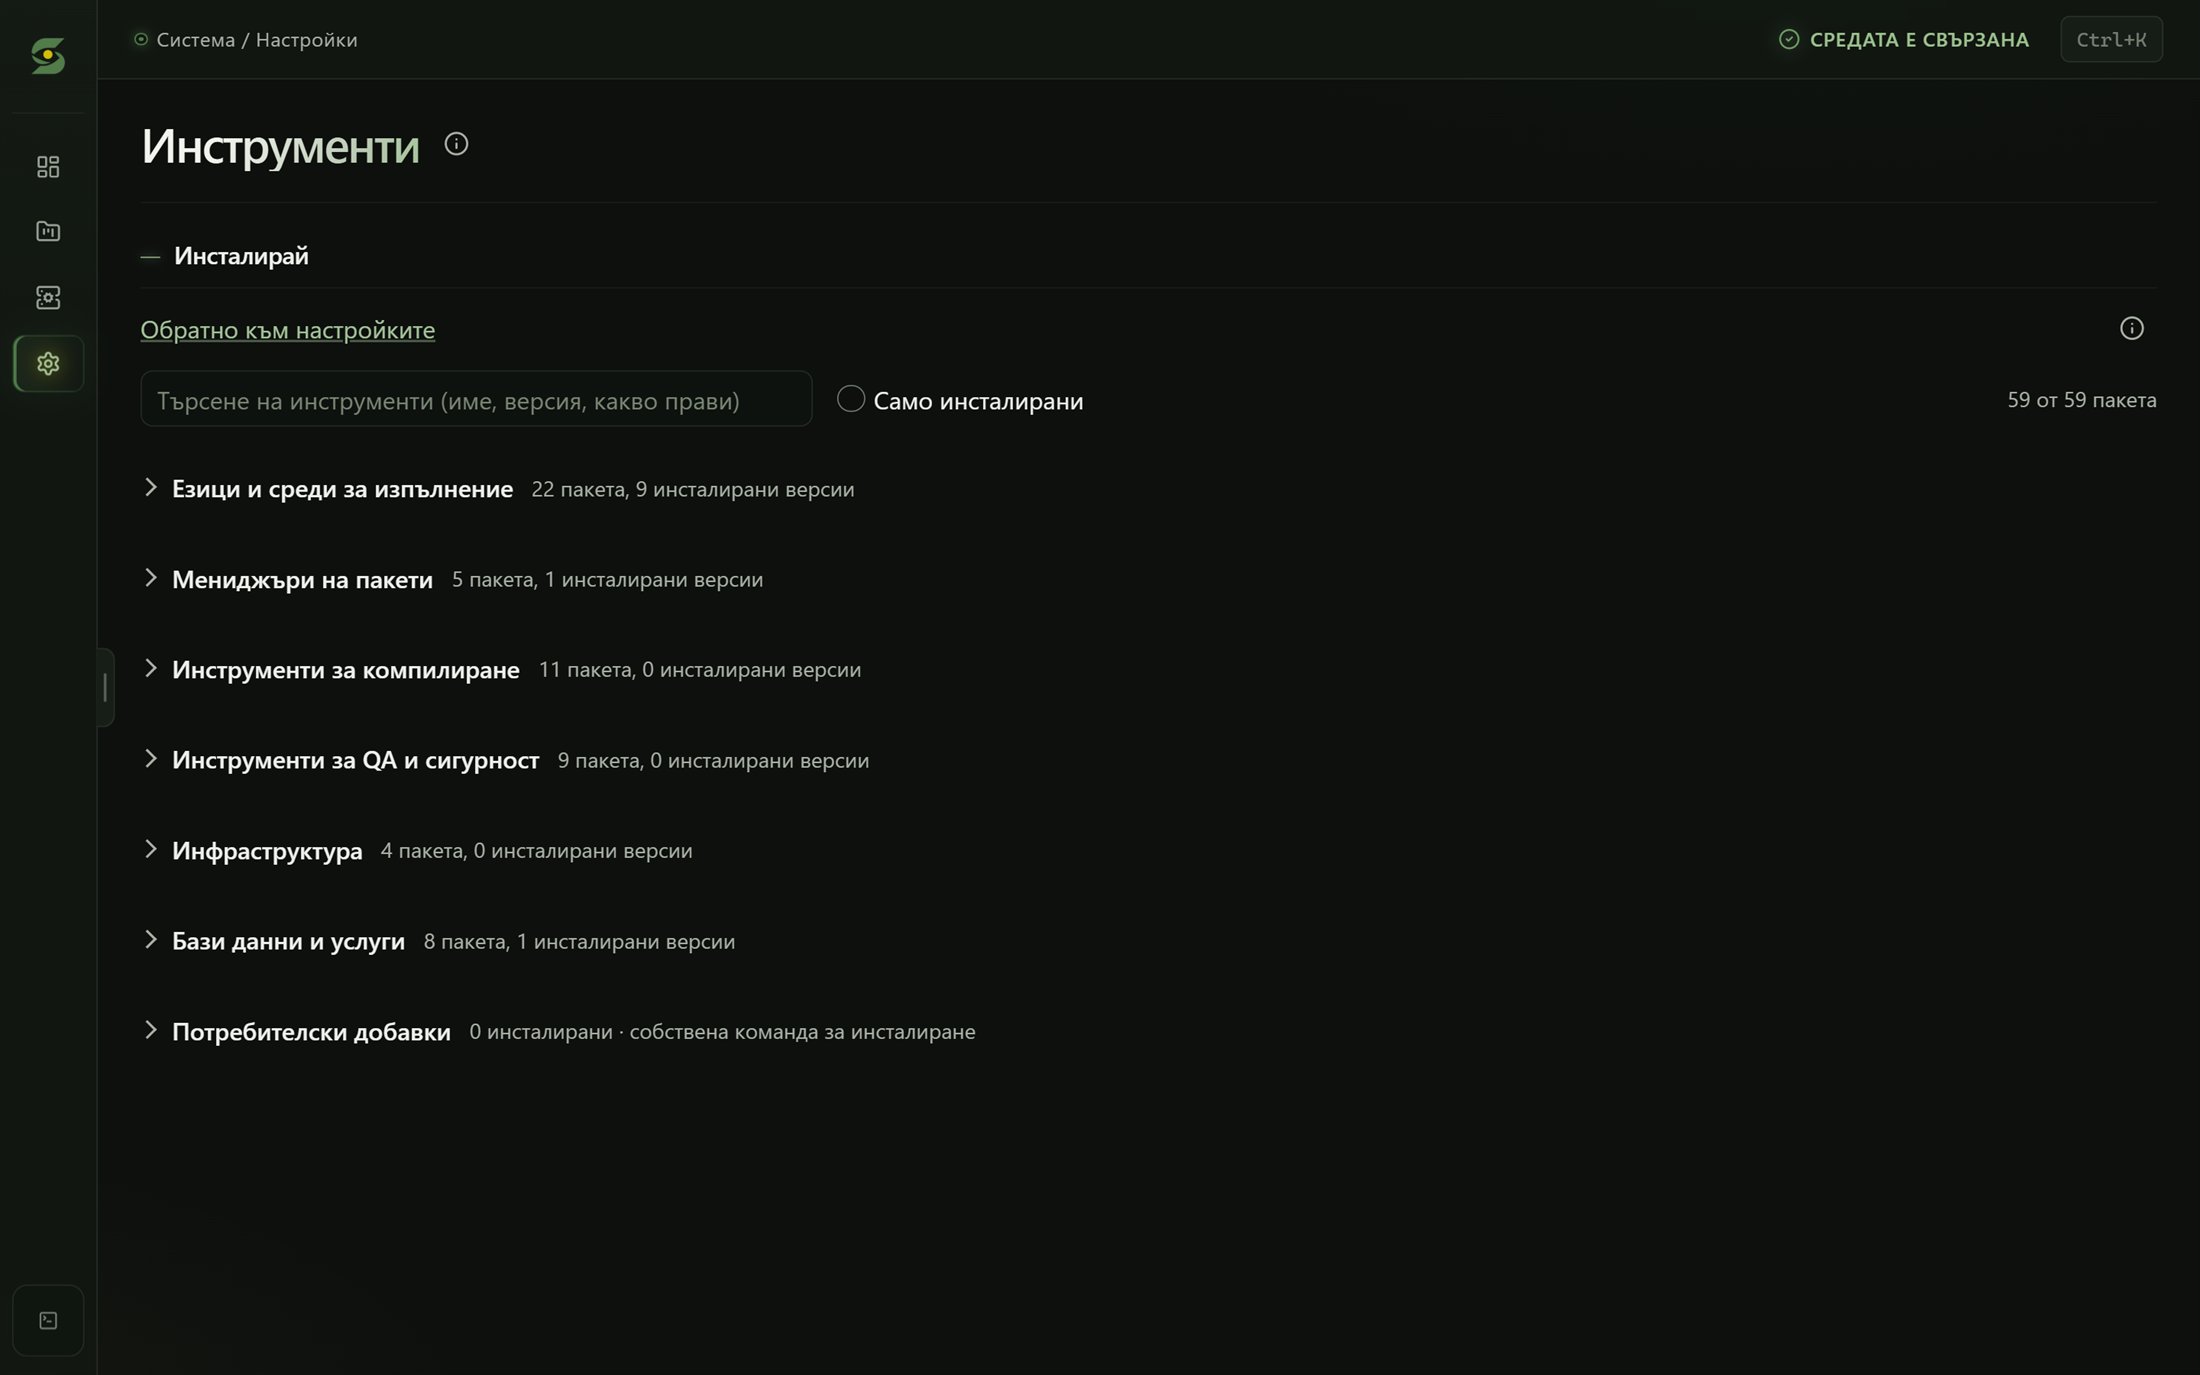 Система / Настройки
СРЕДАТА Е СВЪРЗАНА
Ctrl+K
Инструменти
Инсталирай
Обратно към настройките
Търсене на инструменти (име, версия, какво прави)
Само инсталирани
59 от 59 пакета
Езици и среди за изпълнение 22 пакета, 9 инсталирани версии
Мениджъри на пакети 5 пакета, 1 инсталирани версии
Инструменти за компилиране 11 пакета, 0 инсталирани версии
Инструменти за QA и сигурност 9 пакета, 0 инсталирани версии
Инфраструктура 4 пакета, 0 инсталирани версии
Бази данни и услуги 8 пакета, 1 инсталирани версии
Потребителски добавки 0 инсталирани · собствена команда за инсталиране